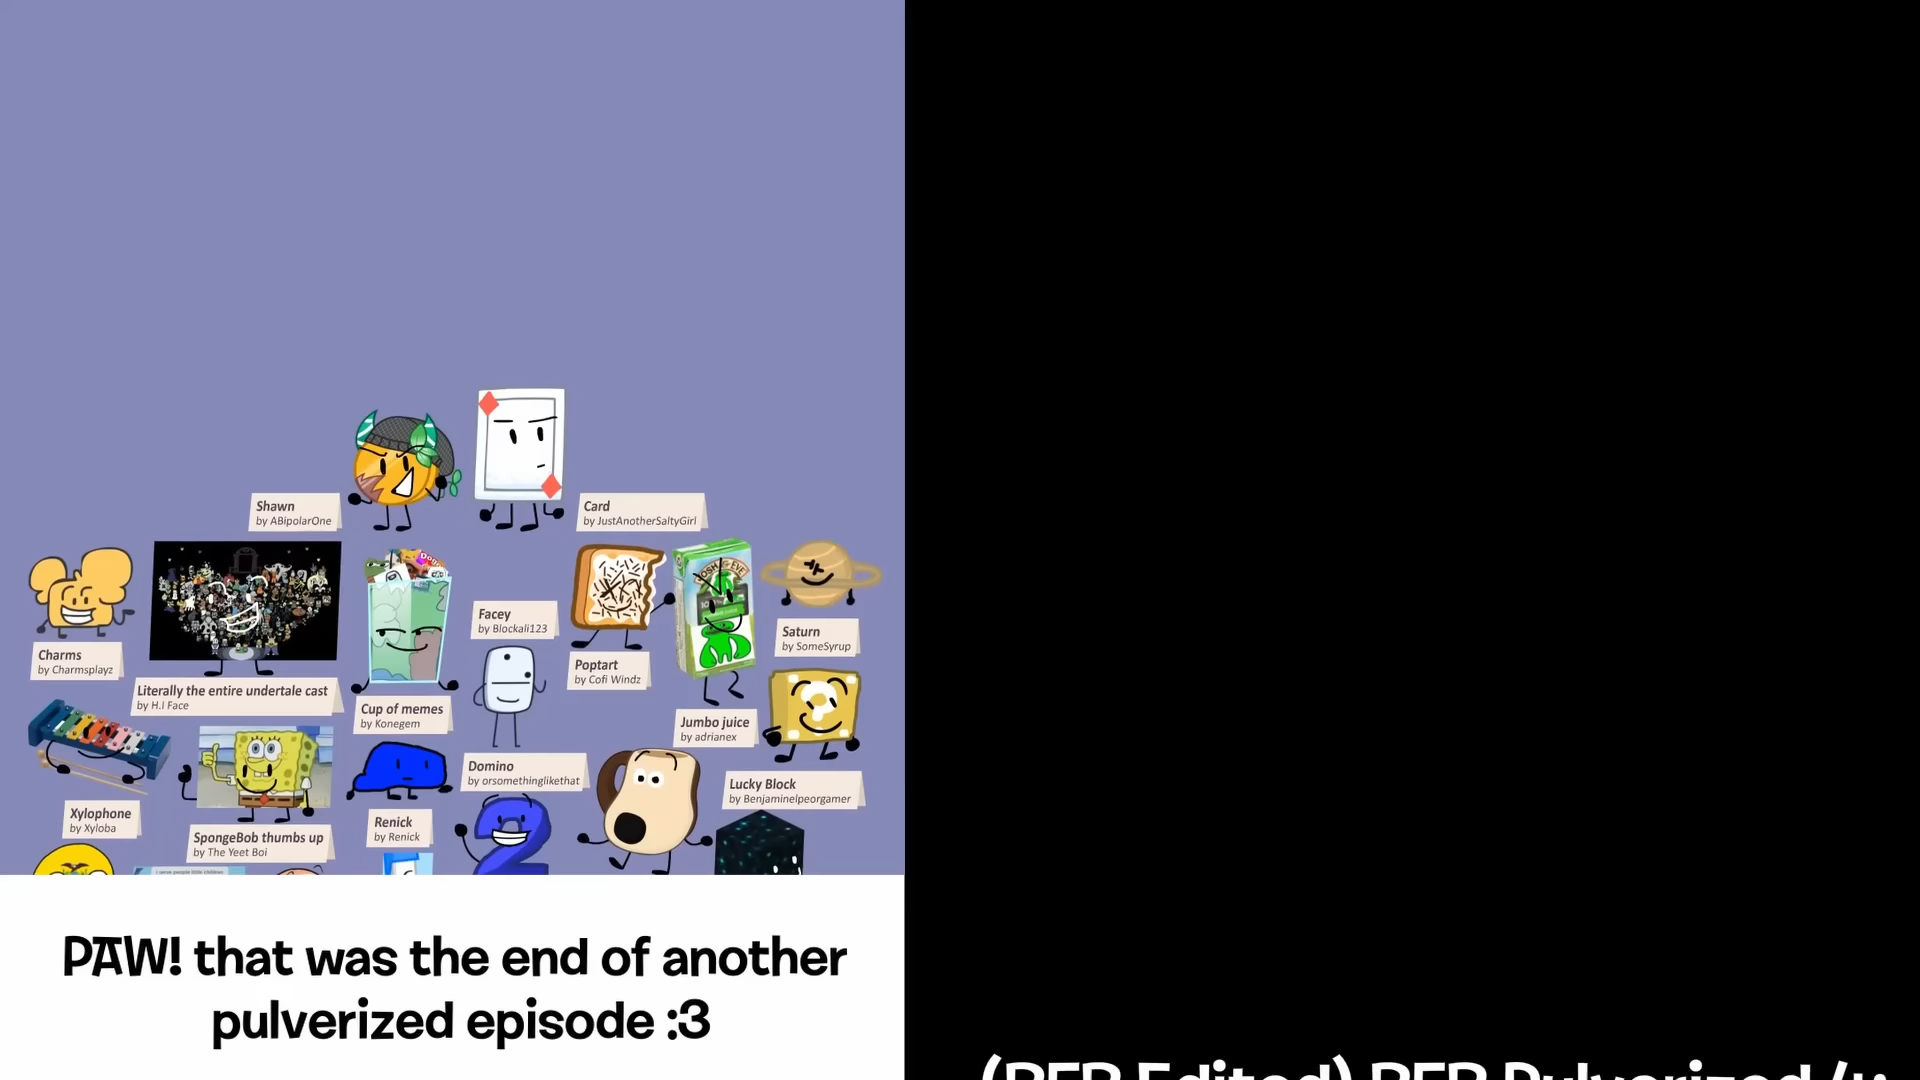 Shawn
by ABipolarOne
Card
by JustAnotherSaltyGirl
Charms
by Charmsplayz
Literally the entire undertale cast
by H.I Face
Cup of memes
by Konegem
Facey
by Blockali123
Poptart
by Cofi Windz
Jumbo juice
by adrianex
Saturn
by SomeSyrup
Xylophone
by Xyloba
SpongeBob thumbs up
by The Yeet Boi
Renick
by Renick
Domino
by orsomethinglikethat
Lucky Block
by Benjaminelpeorgamer
PAW! that was the end of another
pulverized episode :3